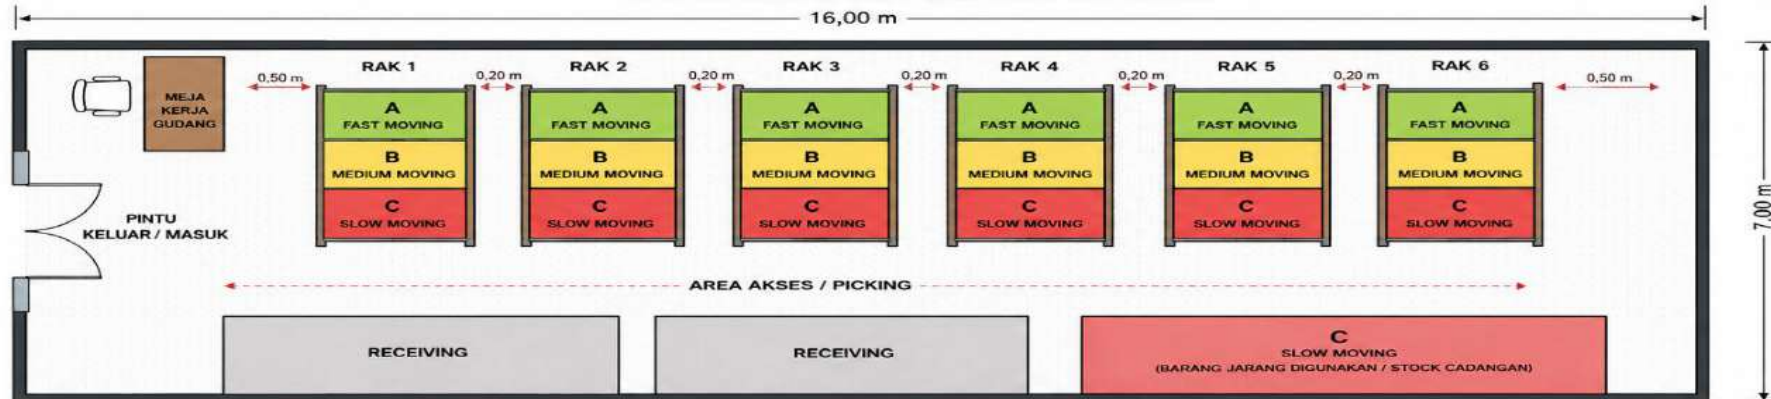 16,00 m
RAK 1
RAK 2
RAK 3
RAK 4
RAK 5
RAK 6
0,50 m
0,20 m
0,20 m
0,20 m
0,20 m
0,20 m
0,50 m
MEJA
KERJA
GUDANG
A
FAST MOVING
B
MEDIUM MOVING
C
SLOW MOVING
A
FAST MOVING
B
MEDIUM MOVING
C
SLOW MOVING
A
FAST MOVING
B
MEDIUM MOVING
C
SLOW MOVING
A
FAST MOVING
B
MEDIUM MOVING
C
SLOW MOVING
A
FAST MOVING
B
MEDIUM MOVING
C
SLOW MOVING
A
FAST MOVING
B
MEDIUM MOVING
C
SLOW MOVING
7,00 m
PINTU
KELUAR / MASUK
AREA AKSES / PICKING
RECEIVING
RECEIVING
C
SLOW MOVING
(BARANG JARANG DIGUNAKAN / STOCK CADANGAN)